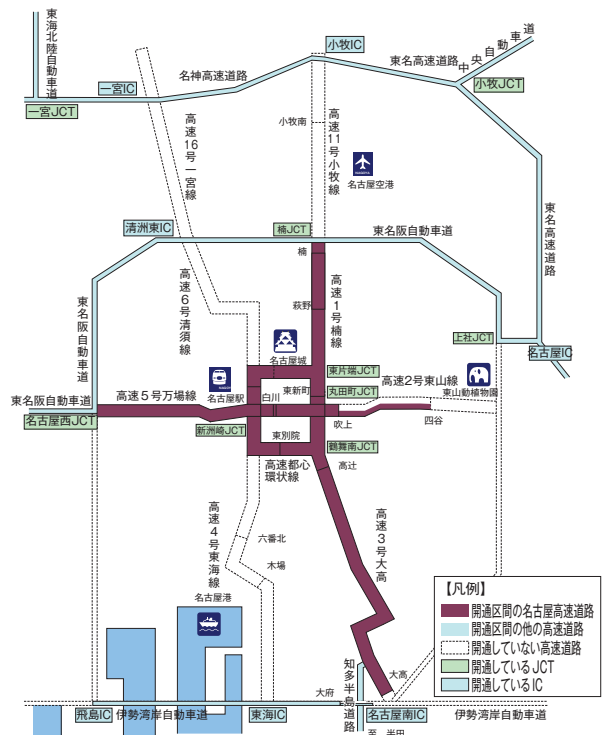 東海北陸自動車道
小牧IC
東名高速道路
中央自動車道
一宮IC
名神高速道路
小牧JCT
一宮JCT
高速16号一宮線
小牧南
高速11号小牧線
名古屋空港
東名高速道路
清洲東IC
楠JCT
東名阪自動車道
楠
高速6号清須線
高速1号楠線
萩野
東名阪自動車道
上社JCT
名古屋IC
名古屋城
東片端JCT
高速2号東山線
東山動植物園
名古屋駅
東新町
丸田町JCT
高速5号万場線
白川
東名阪自動車道
名古屋西JCT
新洲崎JCT
吹上
四谷
東別院
鶴舞南JCT
高速都心
環状線
高辻
高速4号東海線
高速3号大高
六番北
木場
名古屋港
【凡例】
開通区間の名古屋高速道路
開通区間の他の高速道路
開通していない高速道路
開通しているJCT
開通しているIC
知多半島道路
大高
大府
飛島IC
伊勢湾岸自動車道
東海IC
名古屋南IC
伊勢湾岸自動車道
至 半田